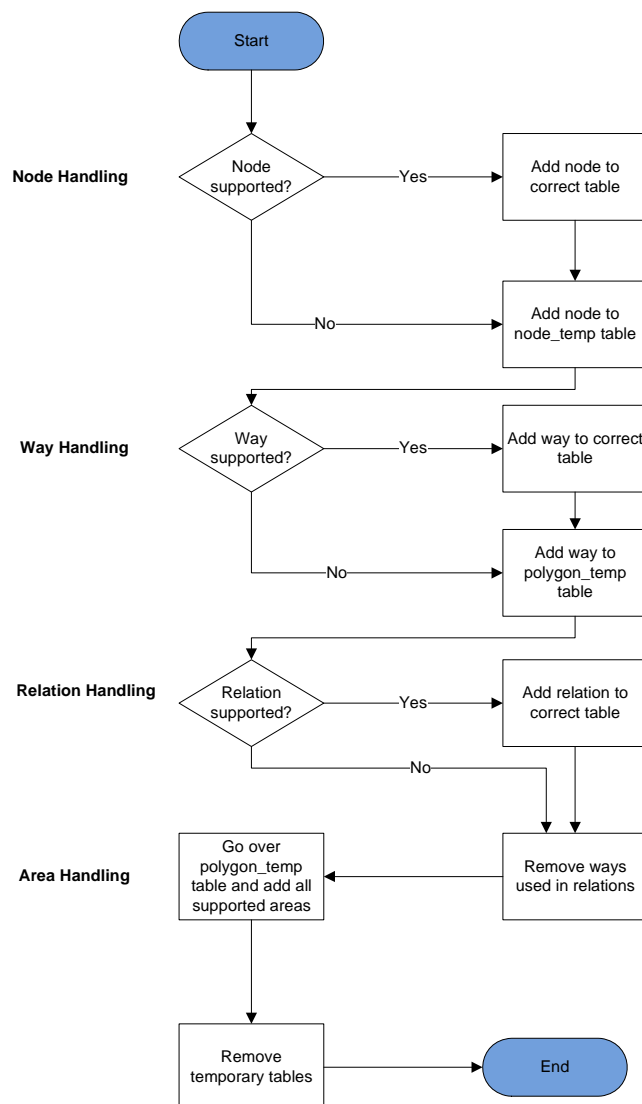 Start
Node Handling
Node
supported?
Yes
Add node to
correct table
No
Add node to
node_temp table
Way Handling
Way
supported?
Yes
Add way to correct
table
No
Add way to
polygon_temp
table
Relation Handling
Relation
supported?
Yes
Add relation to
correct table
No
Area Handling
Go over
polygon_temp
table and add all
supported areas
Remove ways
used in relations
Remove
temporary tables
End